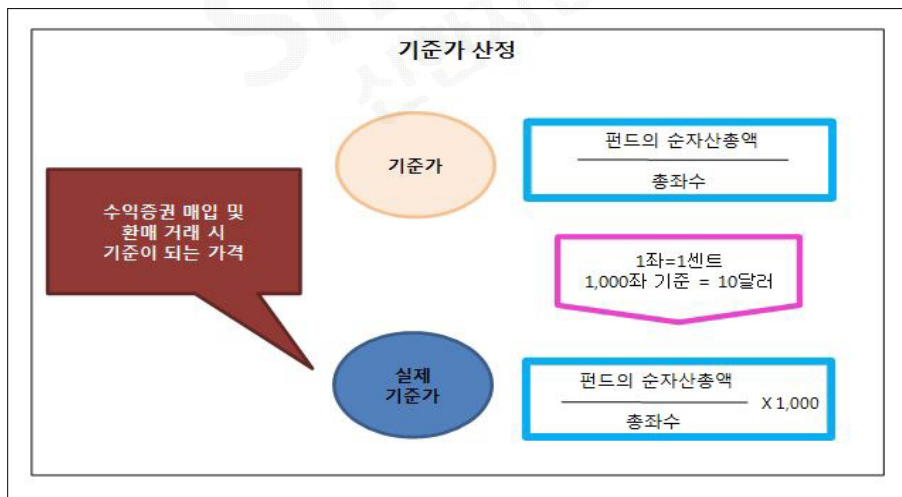 기준가 산정
기준가
펀드의 순자산총액
총좌수
수익증권 매입 및
환매 거래 시
기준이 되는 가격
1좌=1센트
1,000좌 기준 = 10달러
실제
기준가
펀드의 순자산총액
총좌수
X 1,000